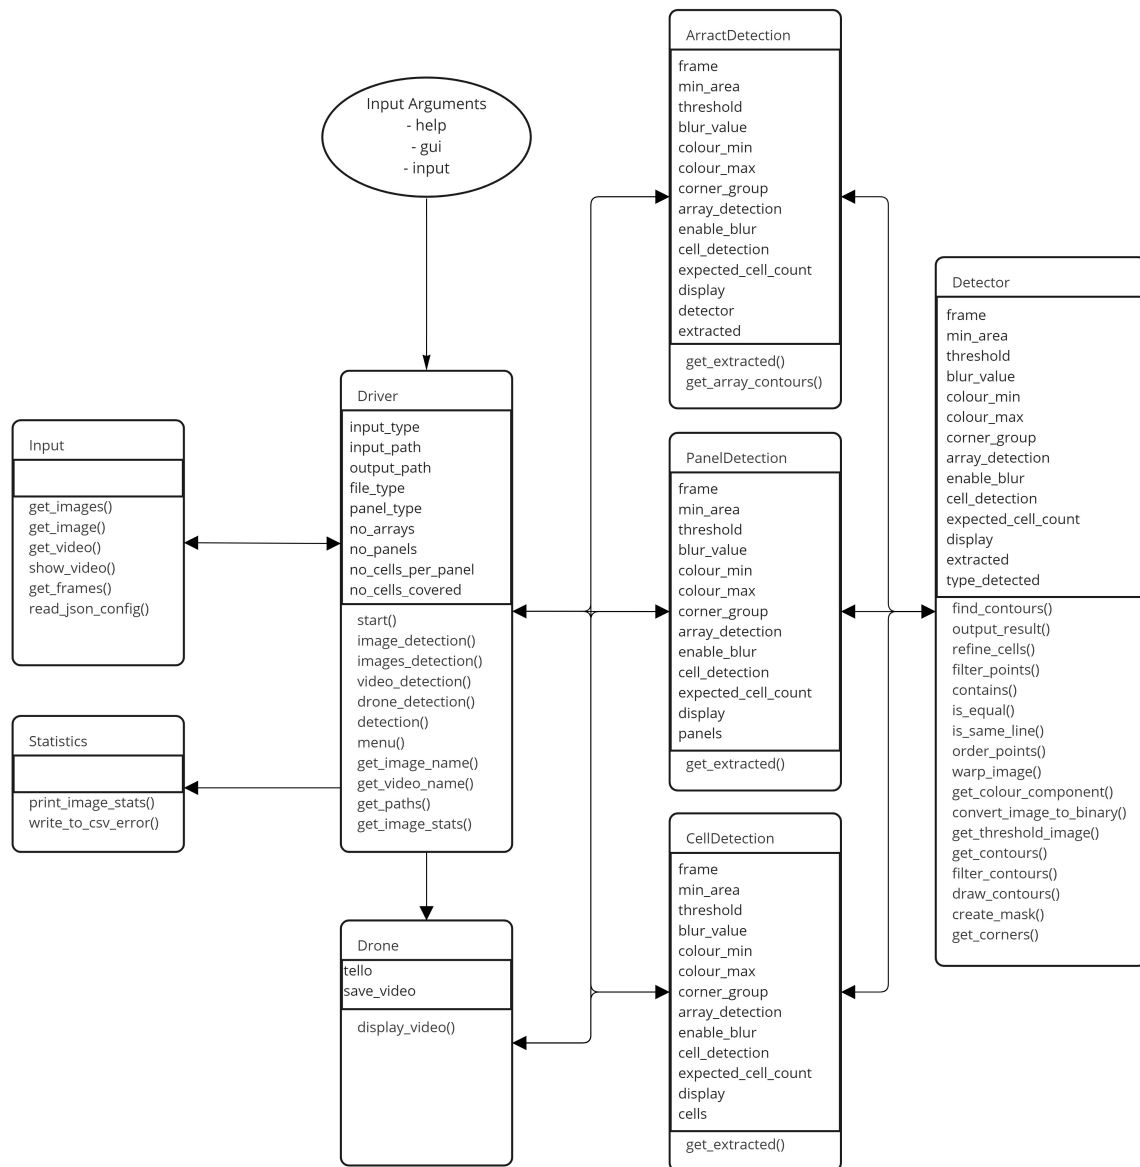 Input Arguments
- help
- gui
- input
Input
get_images()
get_image()
get_video()
show_video()
get_frames()
read_json_config()
Statistics
print_image_stats()
write_to_csv_error()
Driver
input_type
input_path
output_path
file_type
panel_type
no_arrays
no_panels
no_cells_per_panel
no_cells_covered
start()
image_detection()
images_detection()
video_detection()
drone_detection()
detection()
menu()
get_image_name()
get_video_name()
get_paths()
get_image_stats()
Drone
tello
save_video
display_video()
ArractDetection
frame
min_area
threshold
blur_value
colour_min
colour_max
corner_group
array_detection
enable_blur
cell_detection
expected_cell_count
display
detector
extracted
get_extracted()
get_array_contours()
PanelDetection
frame
min_area
threshold
blur_value
colour_min
colour_max
corner_group
array_detection
enable_blur
cell_detection
expected_cell_count
display
panels
get_extracted()
CellDetection
frame
min_area
threshold
blur_value
colour_min
colour_max
corner_group
array_detection
enable_blur
cell_detection
expected_cell_count
display
cells
get_extracted()
Detector
frame
min_area
threshold
blur_value
colour_min
colour_max
corner_group
array_detection
enable_blur
cell_detection
expected_cell_count
display
extracted
type_detected
find_contours()
output_result()
refine_cells()
filter_points()
contains()
is_equal()
is_same_line()
order_points()
warp_image()
get_colour_component()
convert_image_to_binary()
get_threshold_image()
get_contours()
filter_contours()
draw_contours()
create_mask()
get_corners()